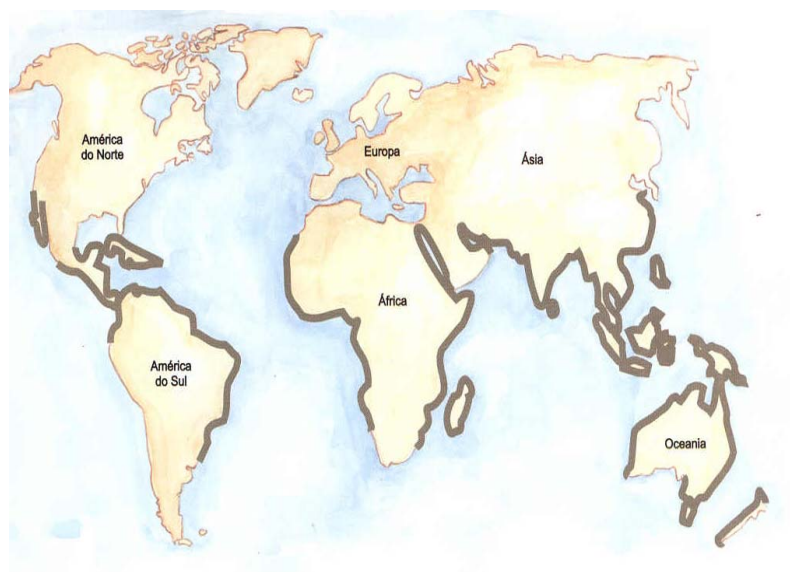 América
do Norte
Europa
Ásia
África
América
do Sul
Oceania